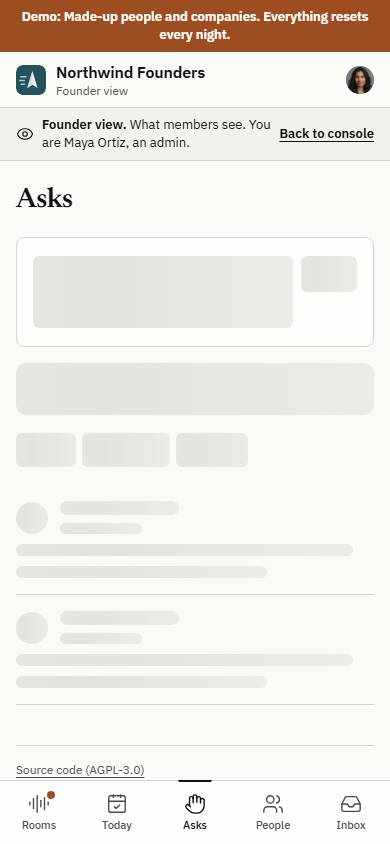 Demo: Made-up people and companies. Everything resets
every night.
Northwind Founders
Founder view
Founder view. What members see. You
are Maya Ortiz, an admin.
Back to console
Asks
Source code (AGPL-3.0)
Rooms
Today
Asks
People
Inbox